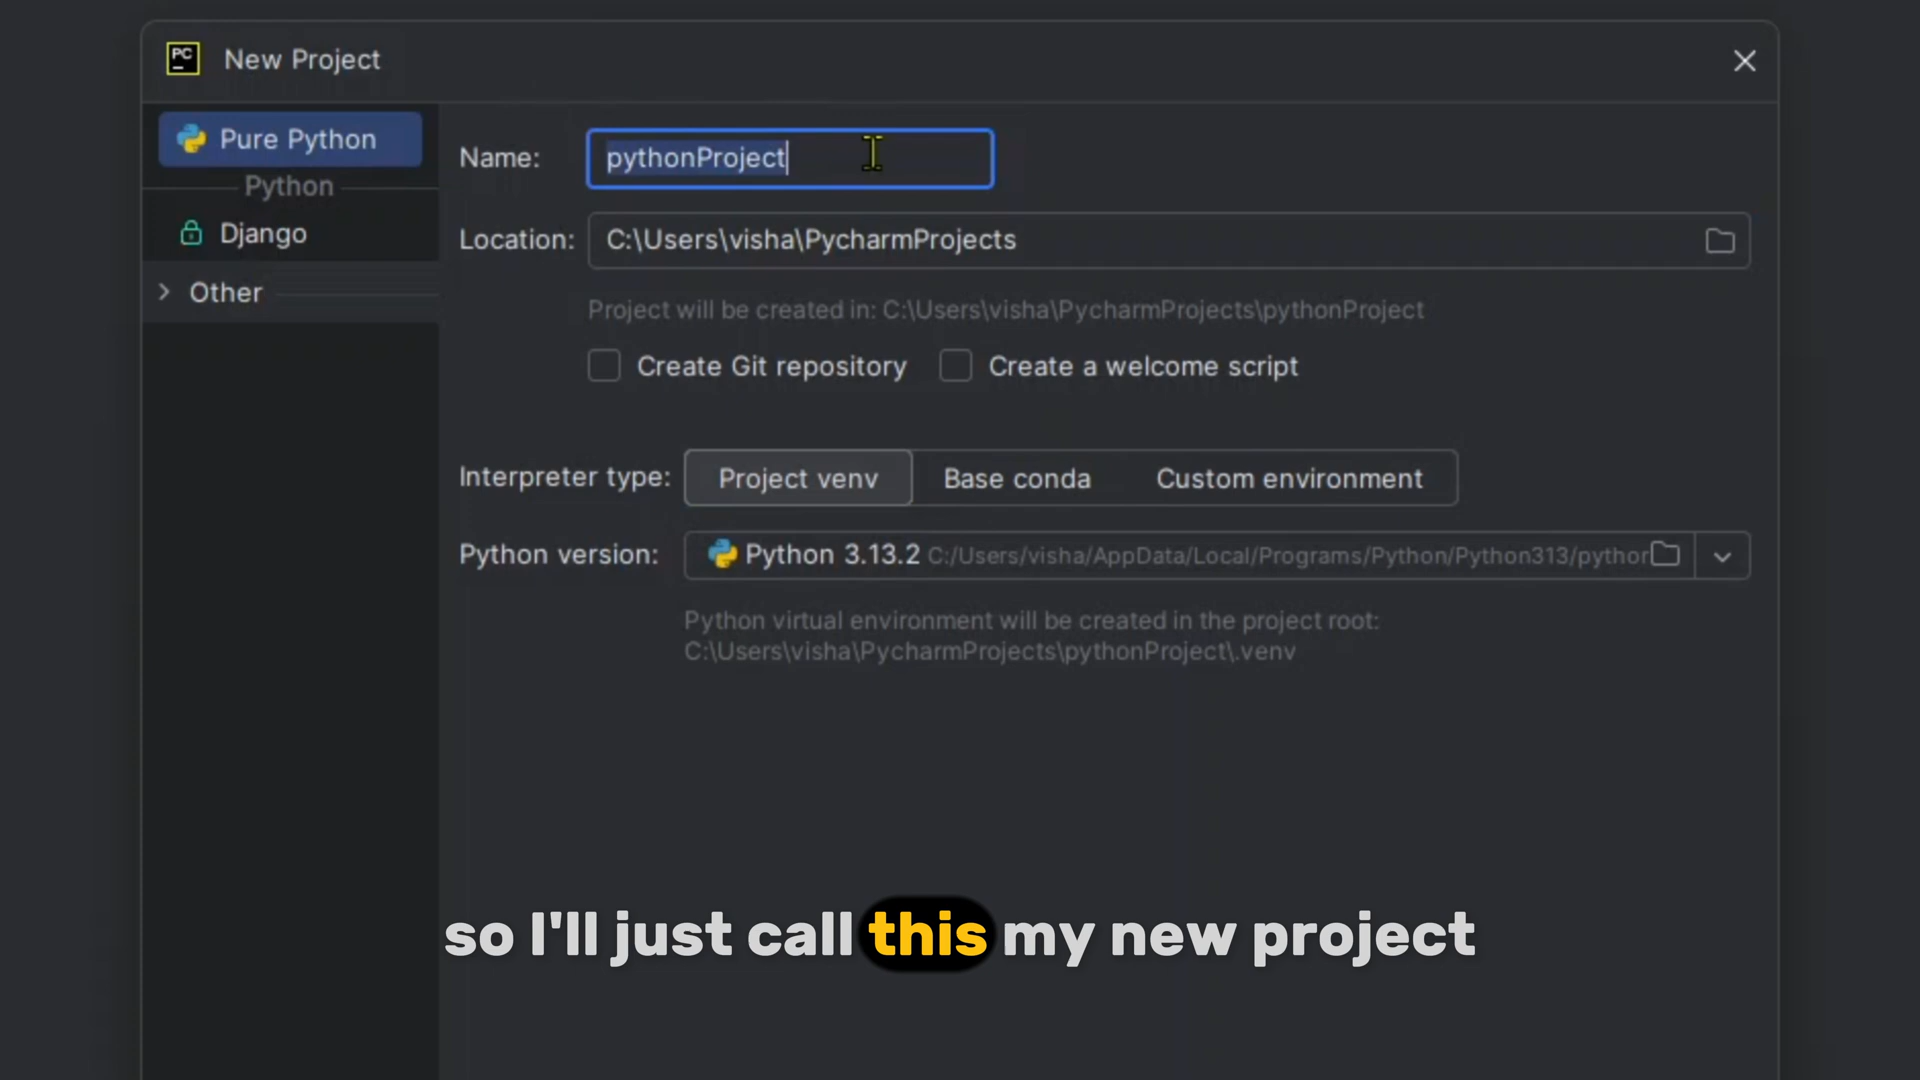 PC New Project
Pure Python
Python
Django
Other
Name: pythonProject
Location: C:\Users\visha\PycharmProjects
Project will be created in: C:\Users\visha\PycharmProjects\pythonProject
Create Git repository Create a welcome script
Interpreter type: Project venv Base conda Custom environment
Python version: Python 3.13.2 C:/Users/visha/AppData/Local/Programs/Python/Python313/python
Python virtual environment will be created in the project root:
C:\Users\visha\PycharmProjects\pythonProject\.venv
so I'll just call this my new project